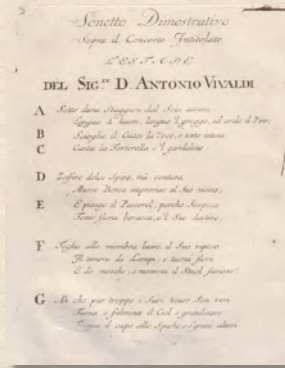 Sonetto Dimostrativo
Sopra il Concerto Intitolato
L'ESTADE
DEL SIG.RE D. ANTONIO VIVALDI
A Sotto dura Staggion dal Sole accesa
Langue l'huom, langue 'l gregge, ed arde il Pino;
B Scioglie il Cucco la Voce, e tosto intesa
C Canta la Tortorella e 'l gardelino.
D Zeffiro dolce Spira, mà contesa
Muove Borea improviso al Suo vicino;
E E piange il Pastorel, perche Sospesa
Teme fiera borasca, e 'l Suo destino;
F Toglie alle membra lasse il Suo riposo
Il timore de' Lampi, e tuoni fieri
E de mosche, e mossoni il Stuol furioso!
G Ah che pur troppo i Suoi timor Son veri
Tuona e fulmina il Ciel e grandinoso
Tronca il capo alle Spiche e a' grani alteri